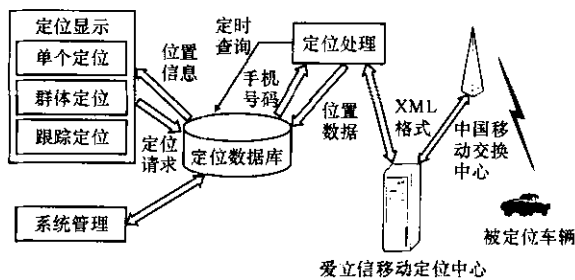 定位显示
单个定位
群体定位
跟踪定位
位置
信息
定位
请求
定时
查询
手机
号码
定位数据库
定位处理
位置
数据
XML
格式
中国移
动交换
中心
系统管理
被定位车辆
爱立信移动定位中心